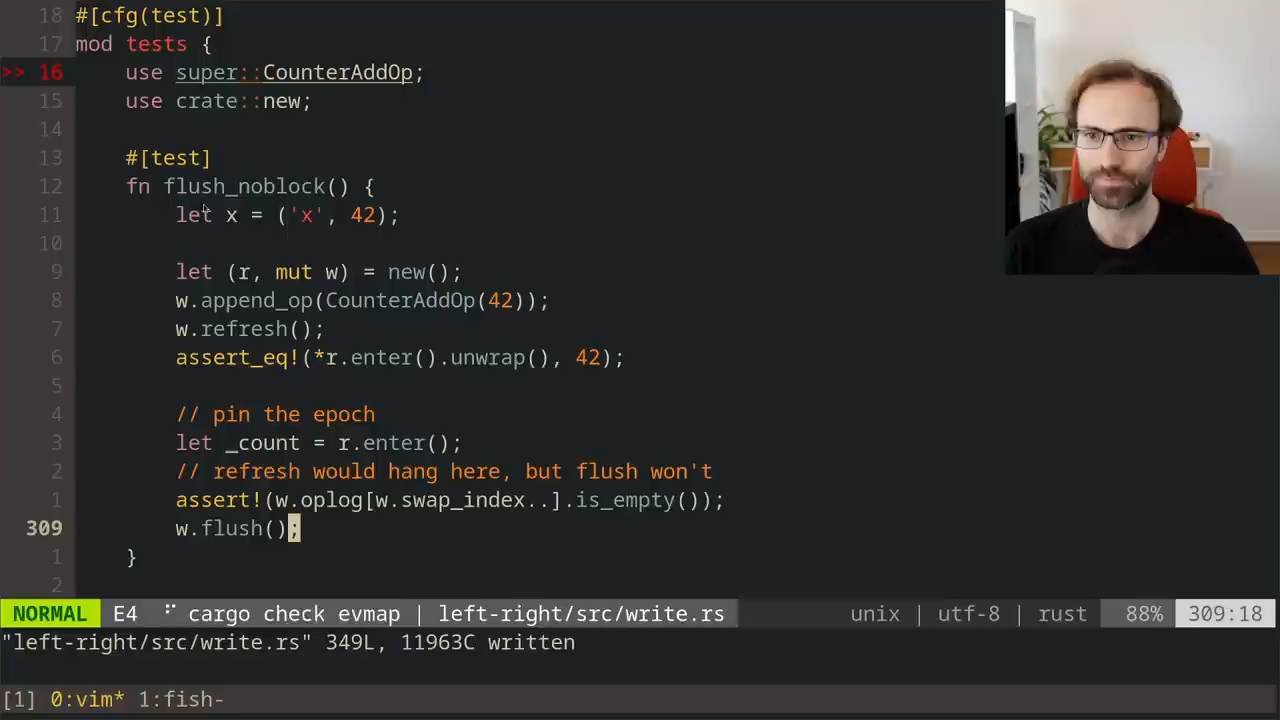 18 #[cfg(test)]
17 mod tests {
>> 16 use super::CounterAddOp;
15 use crate::new;
14
13 #[test]
12 fn flush_noblock() {
11 let x = ('x', 42);
10
9 let (r, mut w) = new();
8 w.append_op(CounterAddOp(42));
7 w.refresh();
6 assert_eq!(*r.enter().unwrap(), 42);
5
4 // pin the epoch
3 let _count = r.enter();
2 // refresh would hang here, but flush won't
1 assert!(w.oplog[w.swap_index..].is_empty());
309 w.flush();
1 }
2
NORMAL E4 ⠋ cargo check evmap | left-right/src/write.rs unix | utf-8 | rust 88% 309:18
"left-right/src/write.rs" 349L, 11963C written
[1] 0:vim* 1:fish-